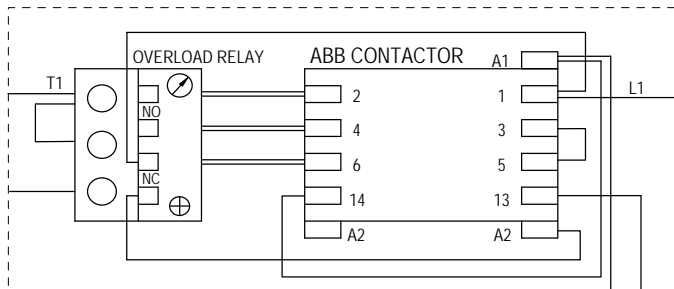 OVERLOAD RELAY
ABB CONTACTOR
A1
T1
L1
2
1
NO
4
3
6
5
NC
14
13
A2
A2